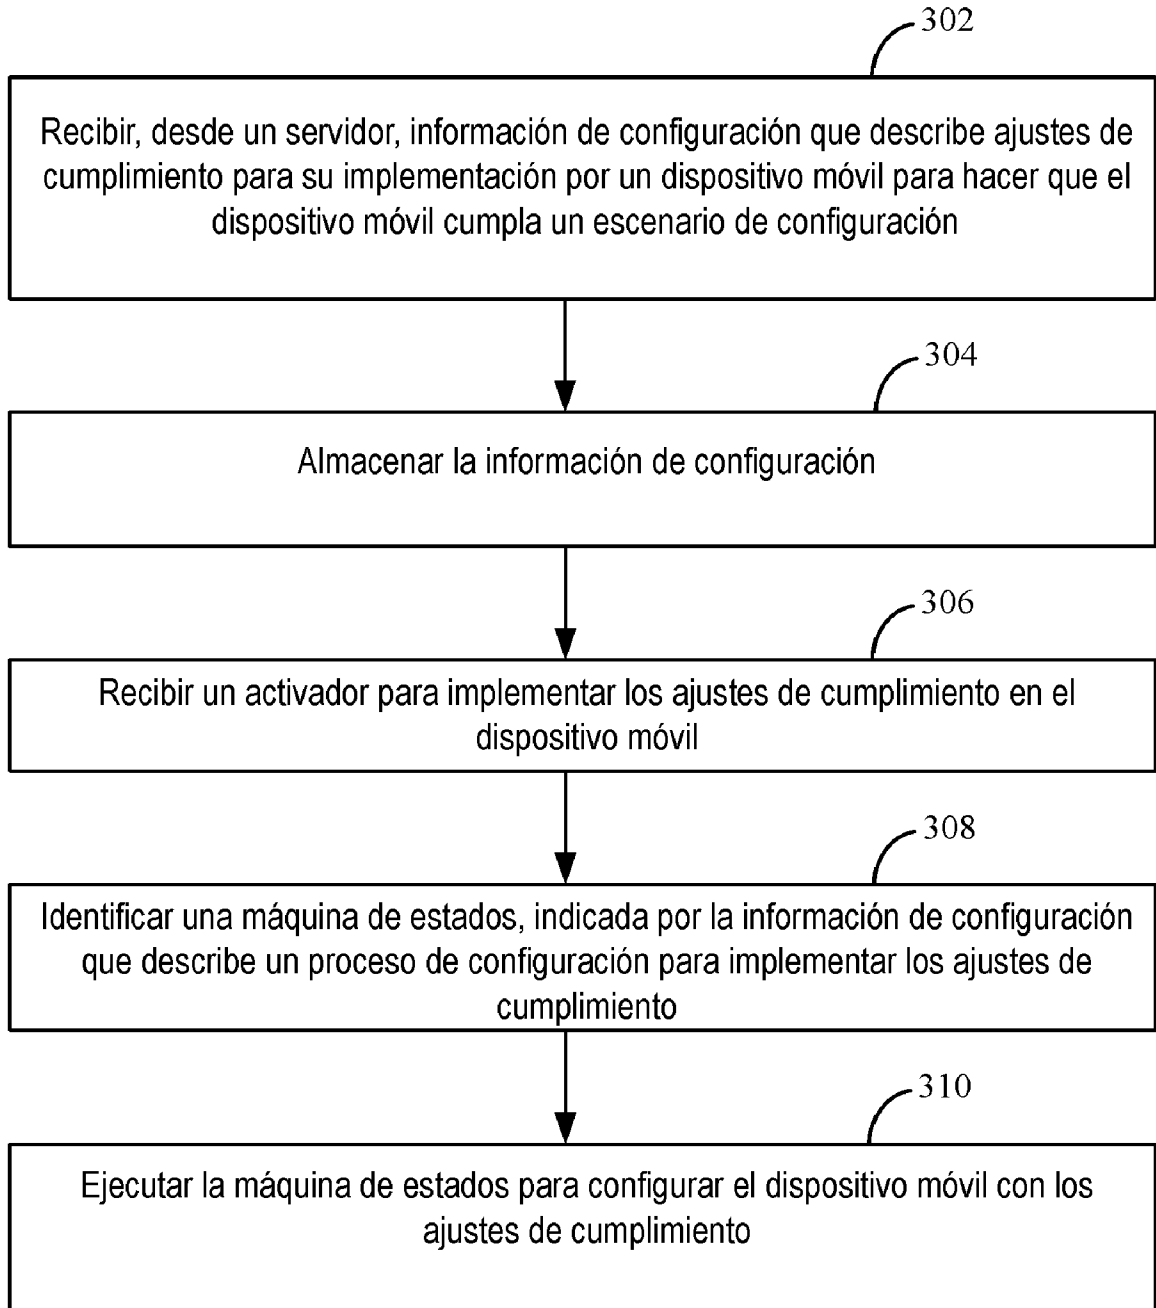 302
Recibir, desde un servidor, información de configuración que describe ajustes de
cumplimiento para su implementación por un dispositivo móvil para hacer que el
dispositivo móvil cumpla un escenario de configuración
304
Almacenar la información de configuración
306
Recibir un activador para implementar los ajustes de cumplimiento en el
dispositivo móvil
308
Identificar una máquina de estados, indicada por la información de configuración
que describe un proceso de configuración para implementar los ajustes de
cumplimiento
310
Ejecutar la máquina de estados para configurar el dispositivo móvil con los
ajustes de cumplimiento